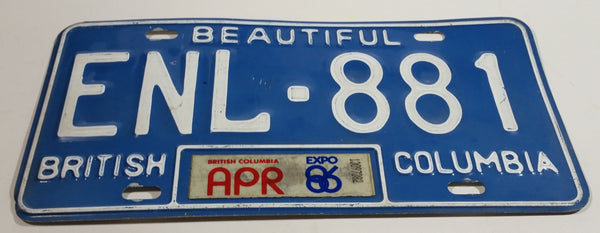 BEAUTIFUL
ENL-881
BRITISH COLUMBIA
BRITISH COLUMBIA EXPO
APR 86